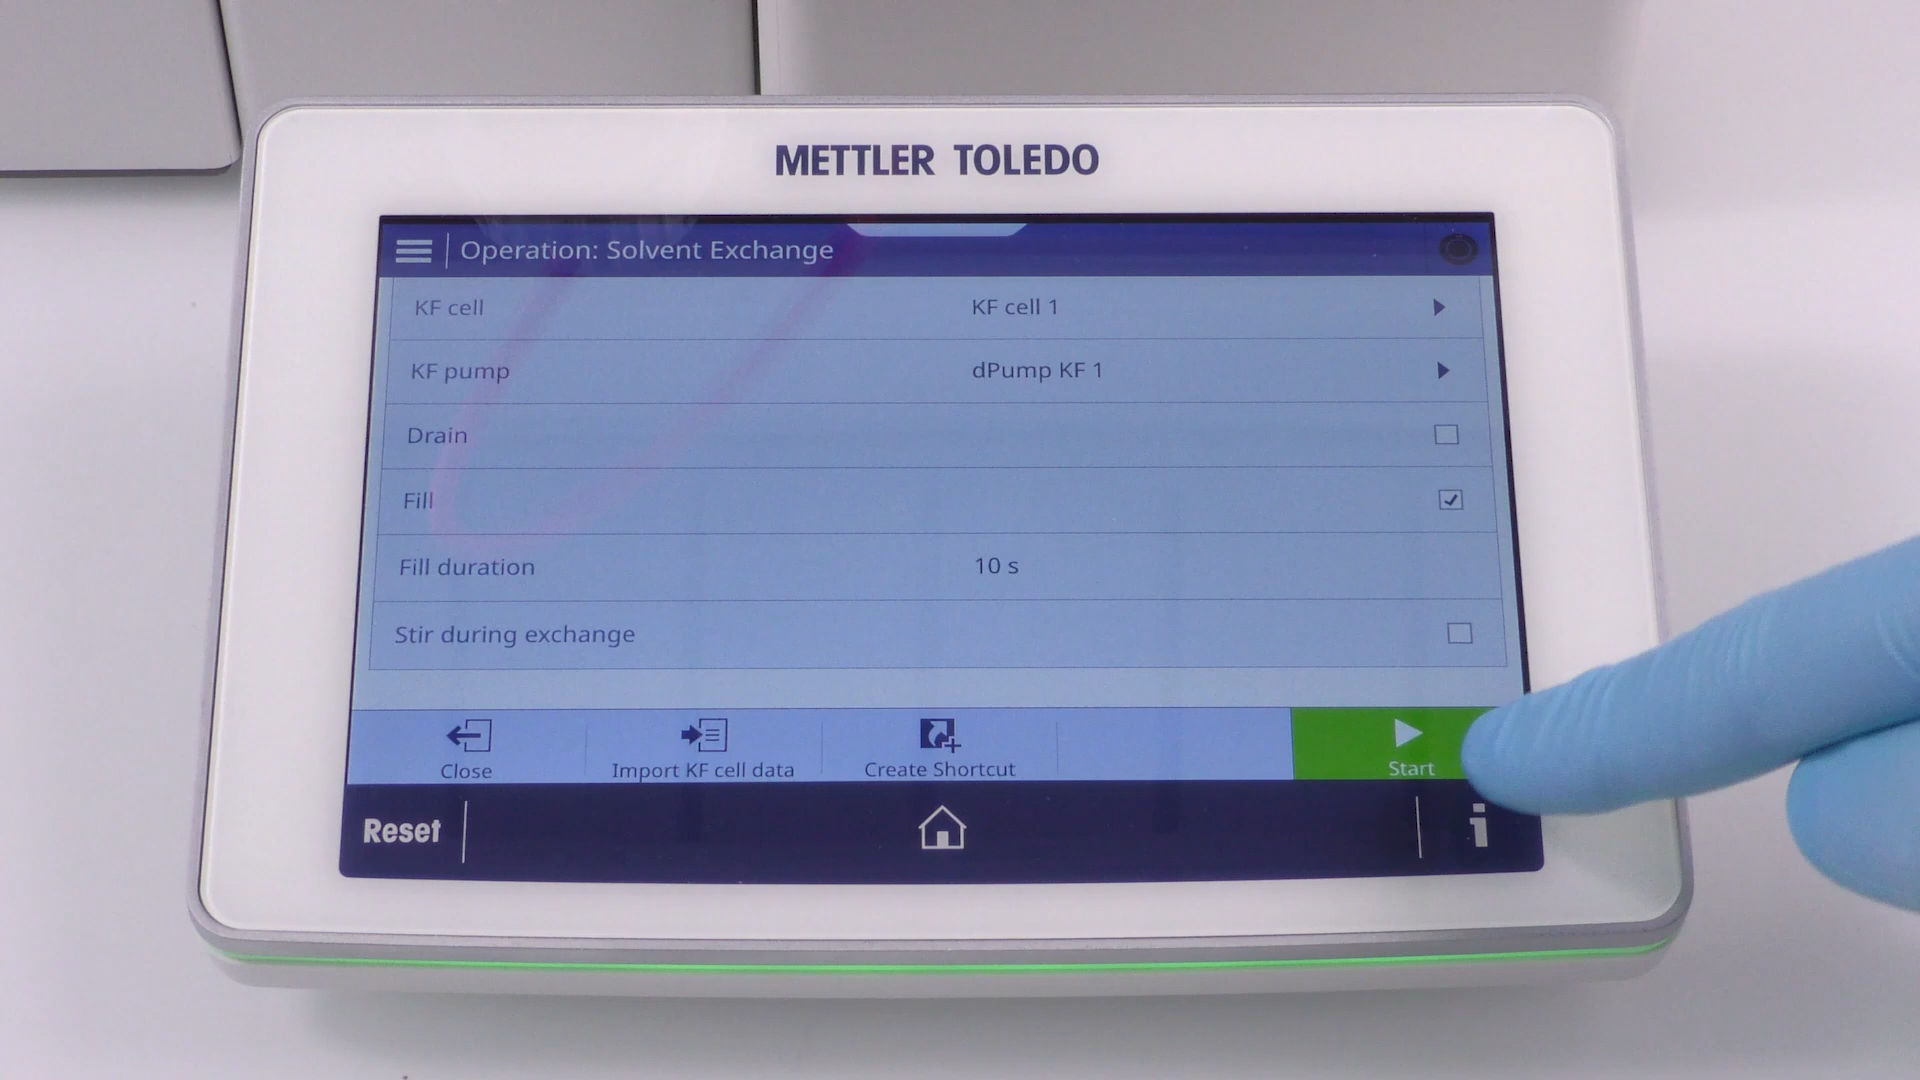 METTLER TOLEDO
Operation: Solvent Exchange
KF cell KF cell 1
KF pump dPump KF 1
Drain
Fill
Fill duration 10 s
Stir during exchange
Close Import KF cell data Create Shortcut Start
Reset i